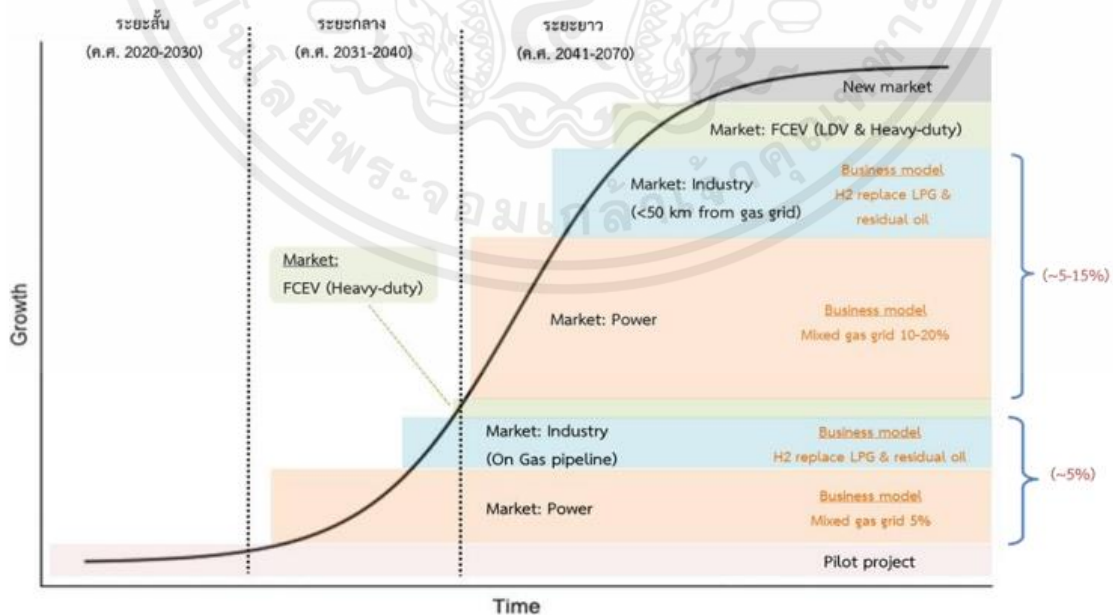 ระยะสั้น
(ค.ศ. 2020-2030)
ระยะกลาง
(ค.ศ. 2031-2040)
ระยะยาว
(ค.ศ. 2041-2070)
New market
Market: FCEV (LDV & Heavy-duty)
Market: Industry
(<50 km from gas grid)
Business model
H2 replace LPG &
residual oil
Market:
FCEV (Heavy-duty)
Market: Power
Business model
Mixed gas grid 10-20%
(~5-15%)
Market: Industry
(On Gas pipeline)
Business model
H2 replace LPG & residual oil
Market: Power
Business model
Mixed gas grid 5%
(~5%)
Pilot project
Growth
Time